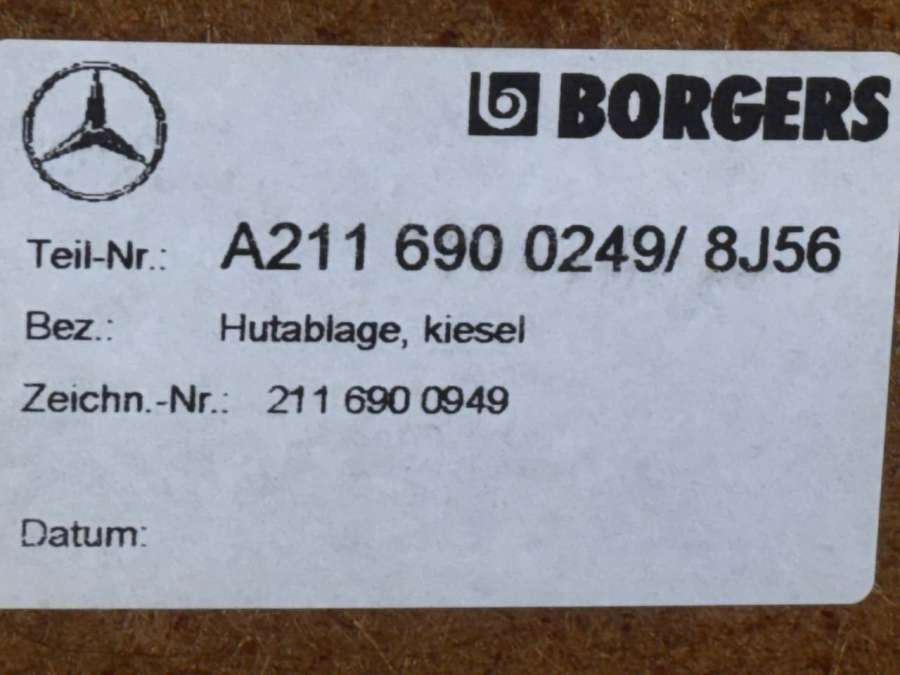 BORGERS
Teil-Nr.: A211 690 0249/ 8J56
Bez.: Hutablage, kiesel
Zeichn.-Nr.: 211 690 0949
Datum: